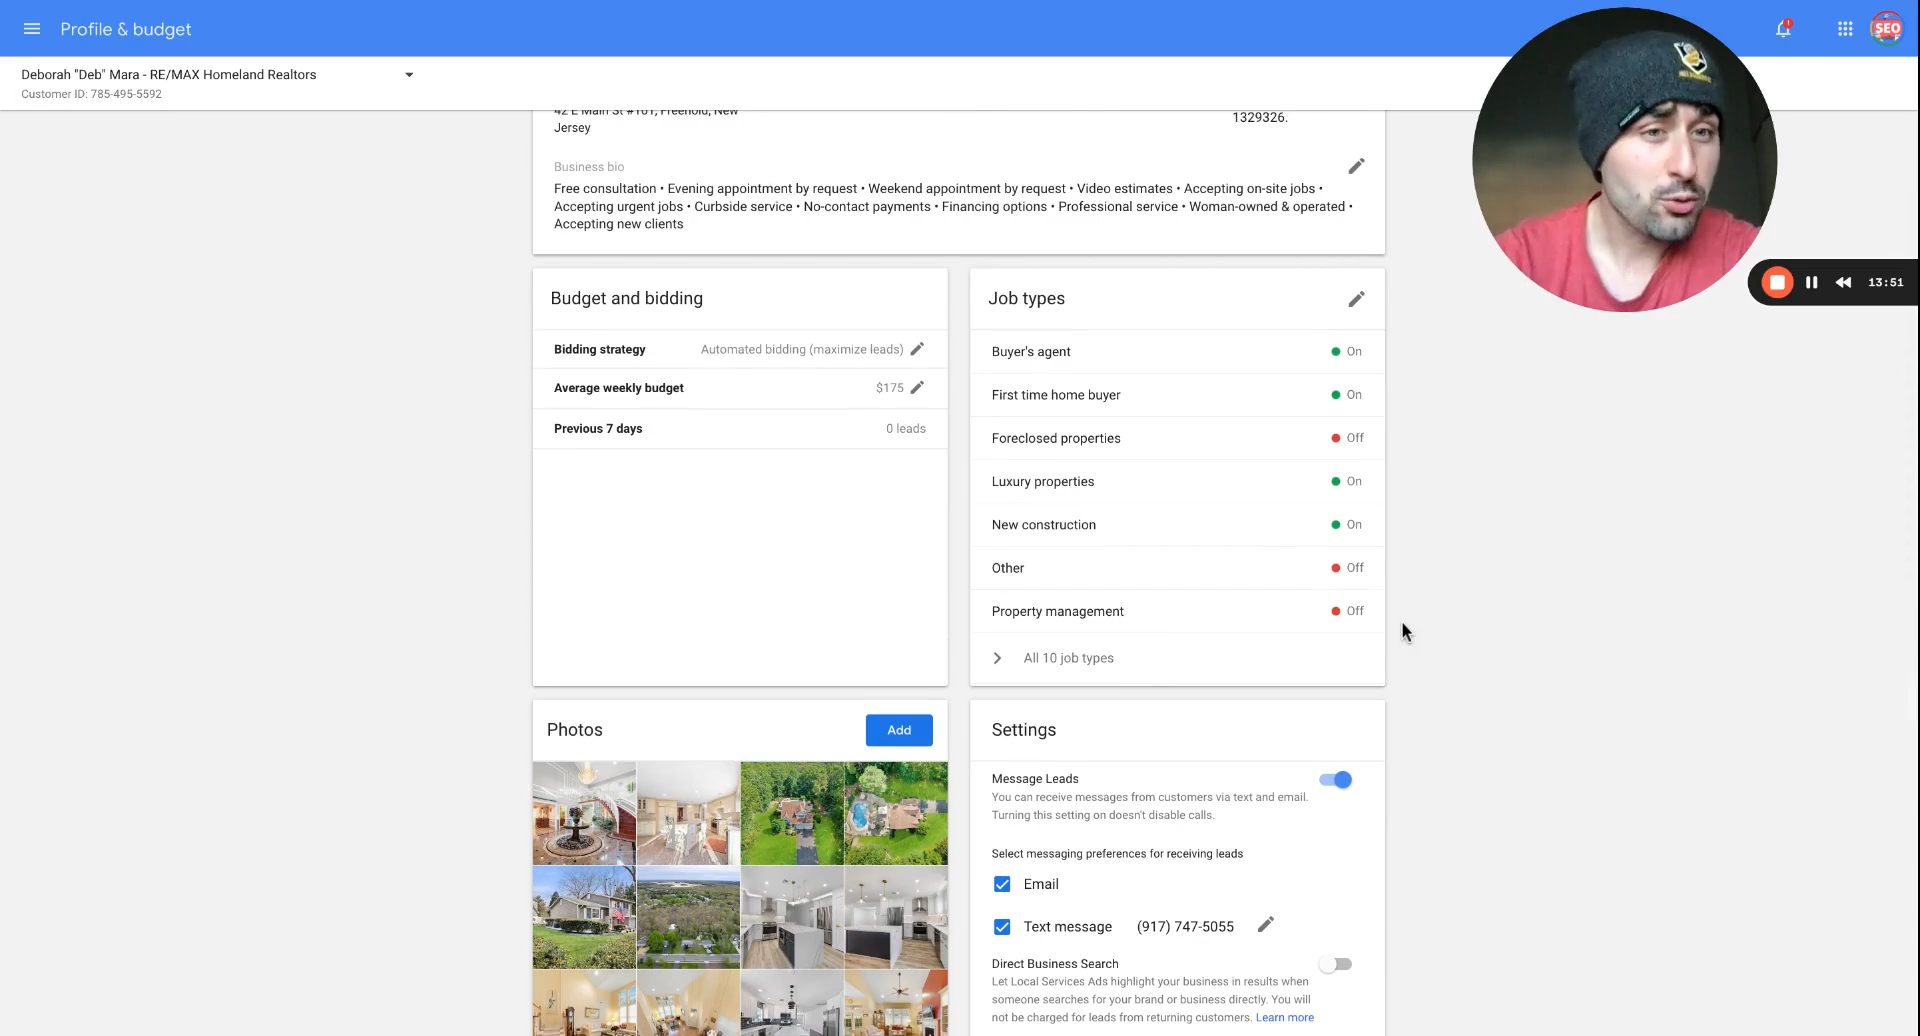 Profile & budget
SEO
Deborah "Deb" Mara - RE/MAX Homeland Realtors
Customer ID: 785-495-5592
42 E Main St #101, Freehold, New
Jersey
1329326.
Business bio
Free consultation • Evening appointment by request • Weekend appointment by request • Video estimates • Accepting on-site jobs •
Accepting urgent jobs • Curbside service • No-contact payments • Financing options • Professional service • Woman-owned & operated •
Accepting new clients
13:51
Budget and bidding
Bidding strategy Automated bidding (maximize leads)
Average weekly budget $175
Previous 7 days 0 leads
Job types
Buyer's agent On
First time home buyer On
Foreclosed properties Off
Luxury properties On
New construction On
Other Off
Property management Off
All 10 job types
Photos Add
Settings
Message Leads
You can receive messages from customers via text and email.
Turning this setting on doesn't disable calls.
Select messaging preferences for receiving leads
Email
Text message (917) 747-5055
Direct Business Search
Let Local Services Ads highlight your business in results when
someone searches for your brand or business directly. You will
not be charged for leads from returning customers. Learn more